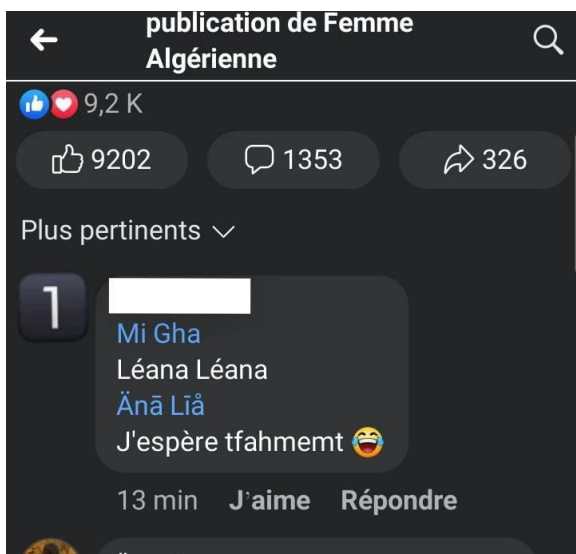 publication de Femme
Algérienne
9,2 K
9202 1353 326
Plus pertinents
1
Mi Gha
Léana Léana
Änā Līå
J'espère tfahmemt 😂
13 min J'aime Répondre